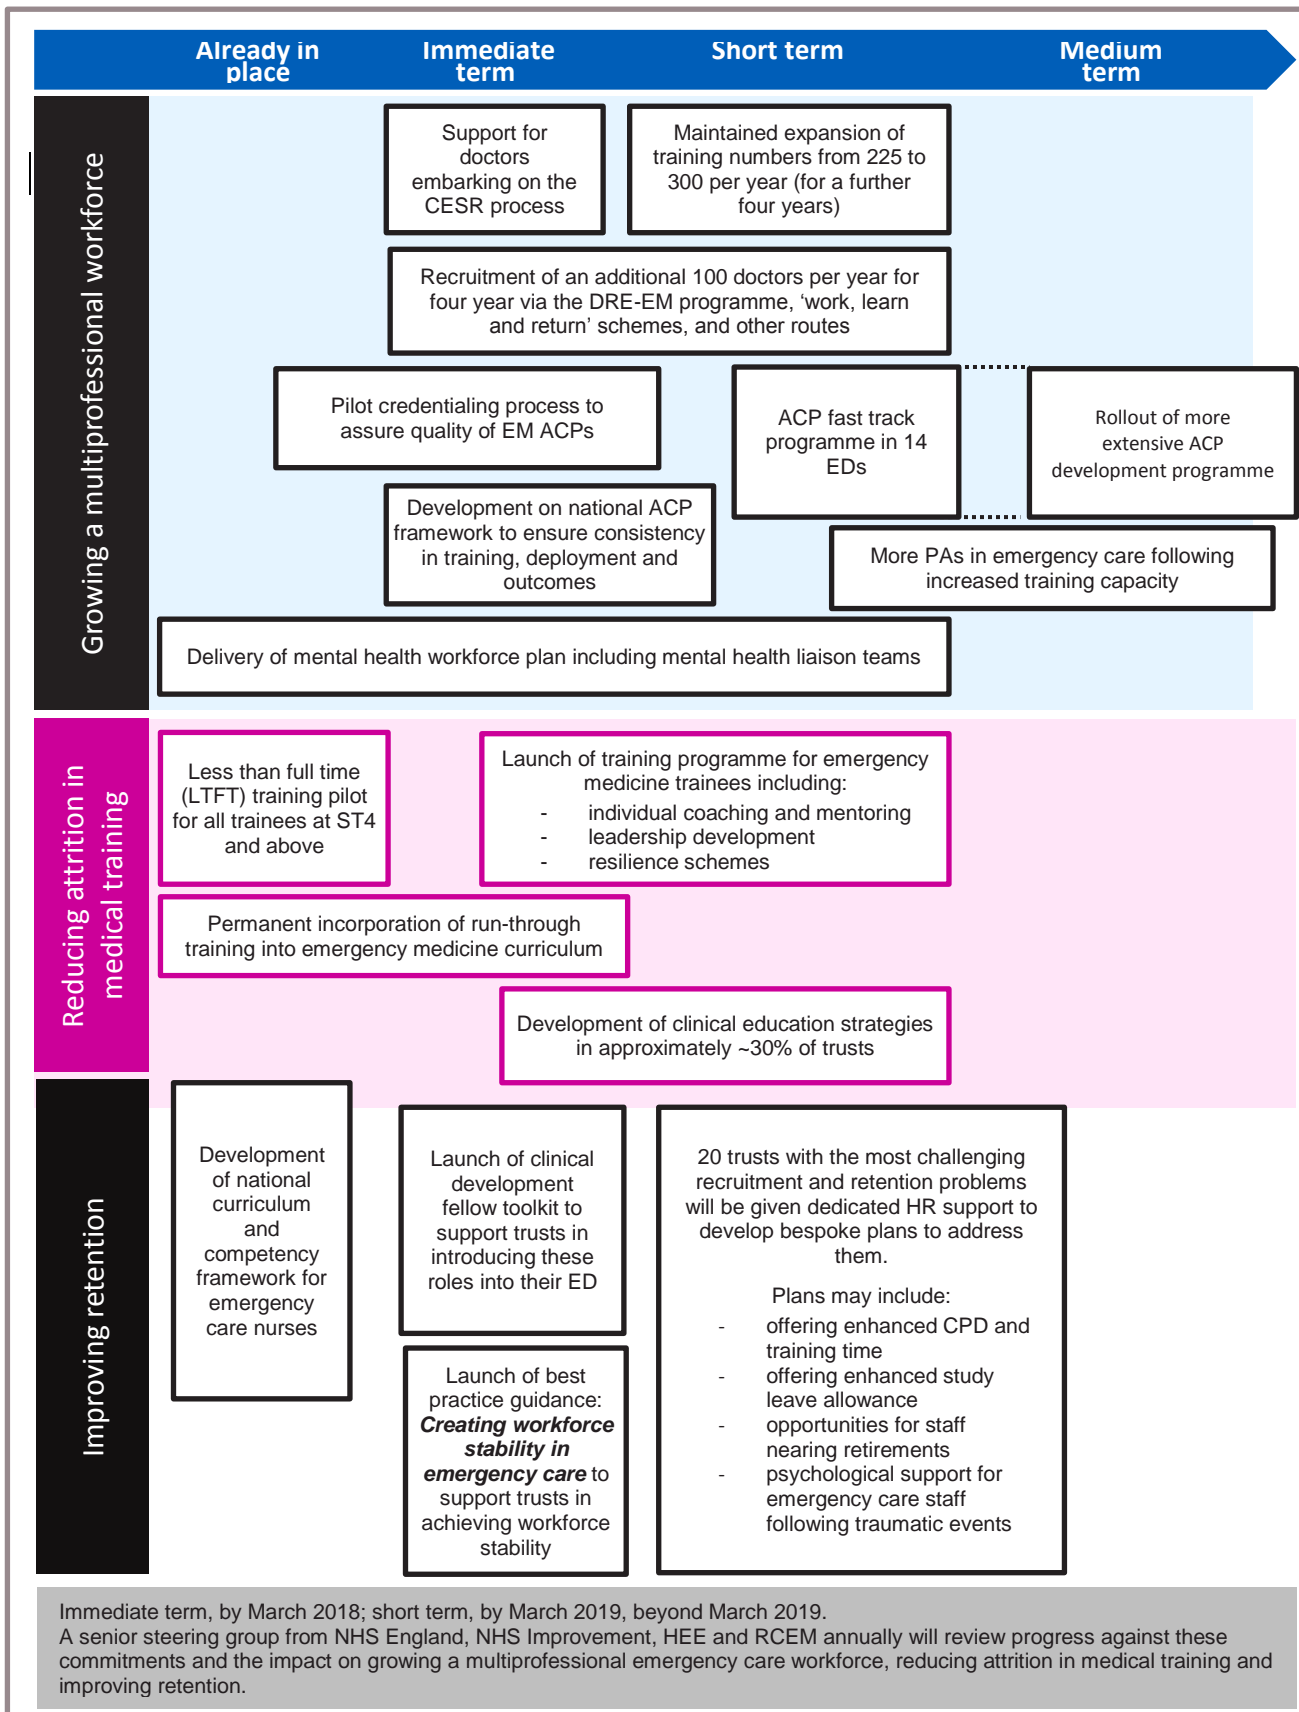 Already in
place
Immediate
term
Short term
Medium
term
Growing a multiprofessional workforce
Support for
doctors
embarking on the
CESR process
Maintained expansion of
training numbers from 225 to
300 per year (for a further
four years)
Recruitment of an additional 100 doctors per year for
four year via the DRE-EM programme, ‘work, learn
and return’ schemes, and other routes
Pilot credentialing process to
assure quality of EM ACPs
ACP fast track
programme in 14
EDs
Rollout of more
extensive ACP
development programme
Development on national ACP
framework to ensure consistency
in training, deployment and
outcomes
More PAs in emergency care following
increased training capacity
Delivery of mental health workforce plan including mental health liaison teams
Reducing attrition in
medical training
Less than full time
(LTFT) training pilot
for all trainees at ST4
and above
Launch of training programme for emergency
medicine trainees including:
- individual coaching and mentoring
- leadership development
- resilience schemes
Permanent incorporation of run-through
training into emergency medicine curriculum
Development of clinical education strategies
in approximately ~30% of trusts
Improving retention
Development
of national
curriculum
and
competency
framework for
emergency
care nurses
Launch of clinical
development
fellow toolkit to
support trusts in
introducing these
roles into their ED
Launch of best
practice guidance:
Creating workforce
stability in
emergency care to
support trusts in
achieving workforce
stability
20 trusts with the most challenging
recruitment and retention problems
will be given dedicated HR support to
develop bespoke plans to address
them.
Plans may include:
- offering enhanced CPD and
training time
- offering enhanced study
leave allowance
- opportunities for staff
nearing retirements
- psychological support for
emergency care staff
following traumatic events
Immediate term, by March 2018; short term, by March 2019, beyond March 2019.
A senior steering group from NHS England, NHS Improvement, HEE and RCEM annually will review progress against these
commitments and the impact on growing a multiprofessional emergency care workforce, reducing attrition in medical training and
improving retention.